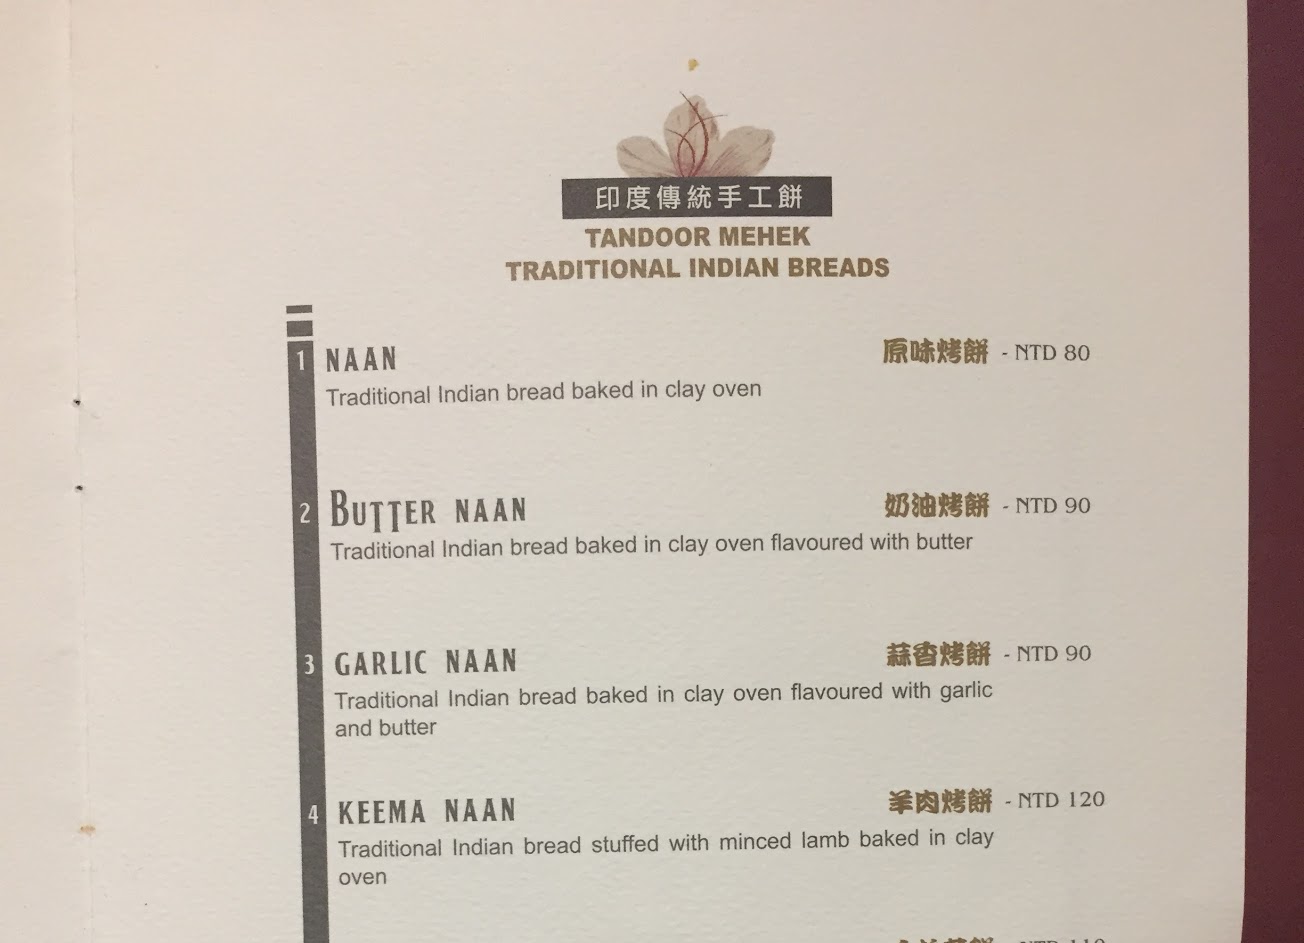 印度傳統手工餅
TANDOOR MEHEK
TRADITIONAL INDIAN BREADS
1 NAAN 原味烤餅 - NTD 80
Traditional Indian bread baked in clay oven
2 BUTTER NAAN 奶油烤餅 - NTD 90
Traditional Indian bread baked in clay oven flavoured with butter
3 GARLIC NAAN 蒜香烤餅 - NTD 90
Traditional Indian bread baked in clay oven flavoured with garlic
and butter
4 KEEMA NAAN 羊肉烤餅 - NTD 120
Traditional Indian bread stuffed with minced lamb baked in clay
oven